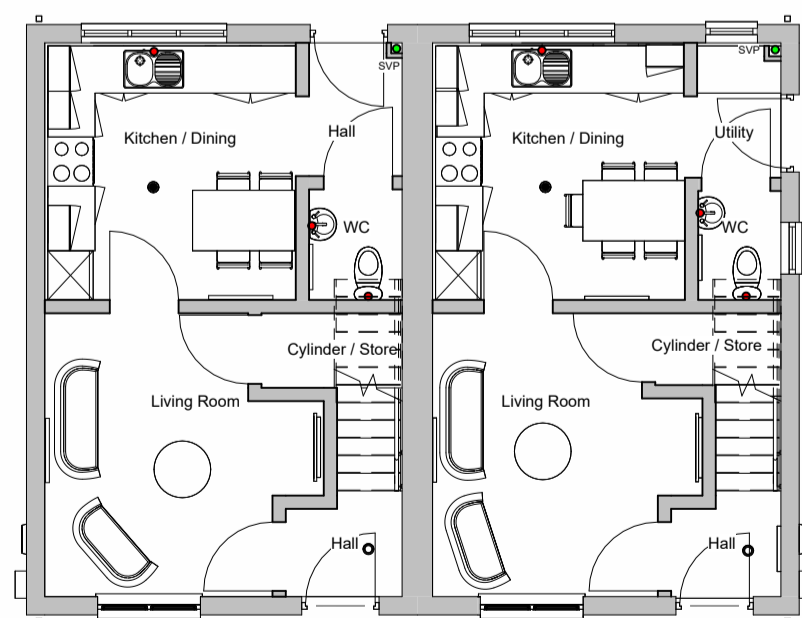 SVP
SVP
Kitchen / Dining
Hall
Kitchen / Dining
Utility
WC
WC
Cylinder / Store
Cylinder / Store
Living Room
Living Room
Hall
Hall